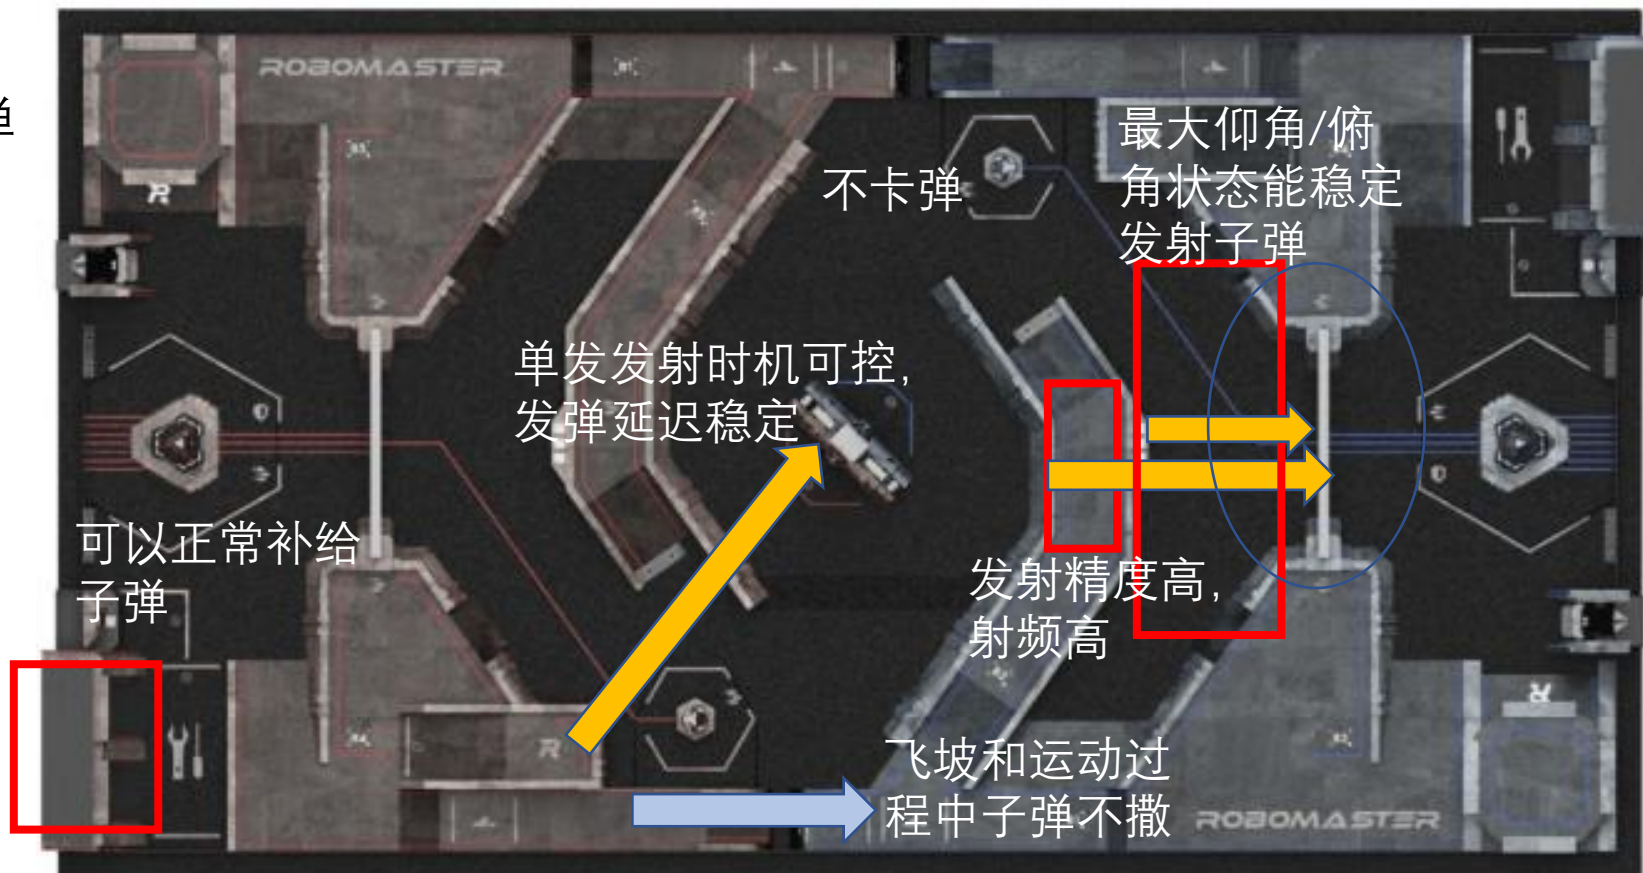 ROBOMASTER
单
最大仰角/俯
角状态能稳定
发射子弹
不卡弹
单发发射时机可控,
发弹延迟稳定
可以正常补给
子弹
发射精度高,
射频高
飞坡和运动过
程中子弹不撒
ROBOMASTER